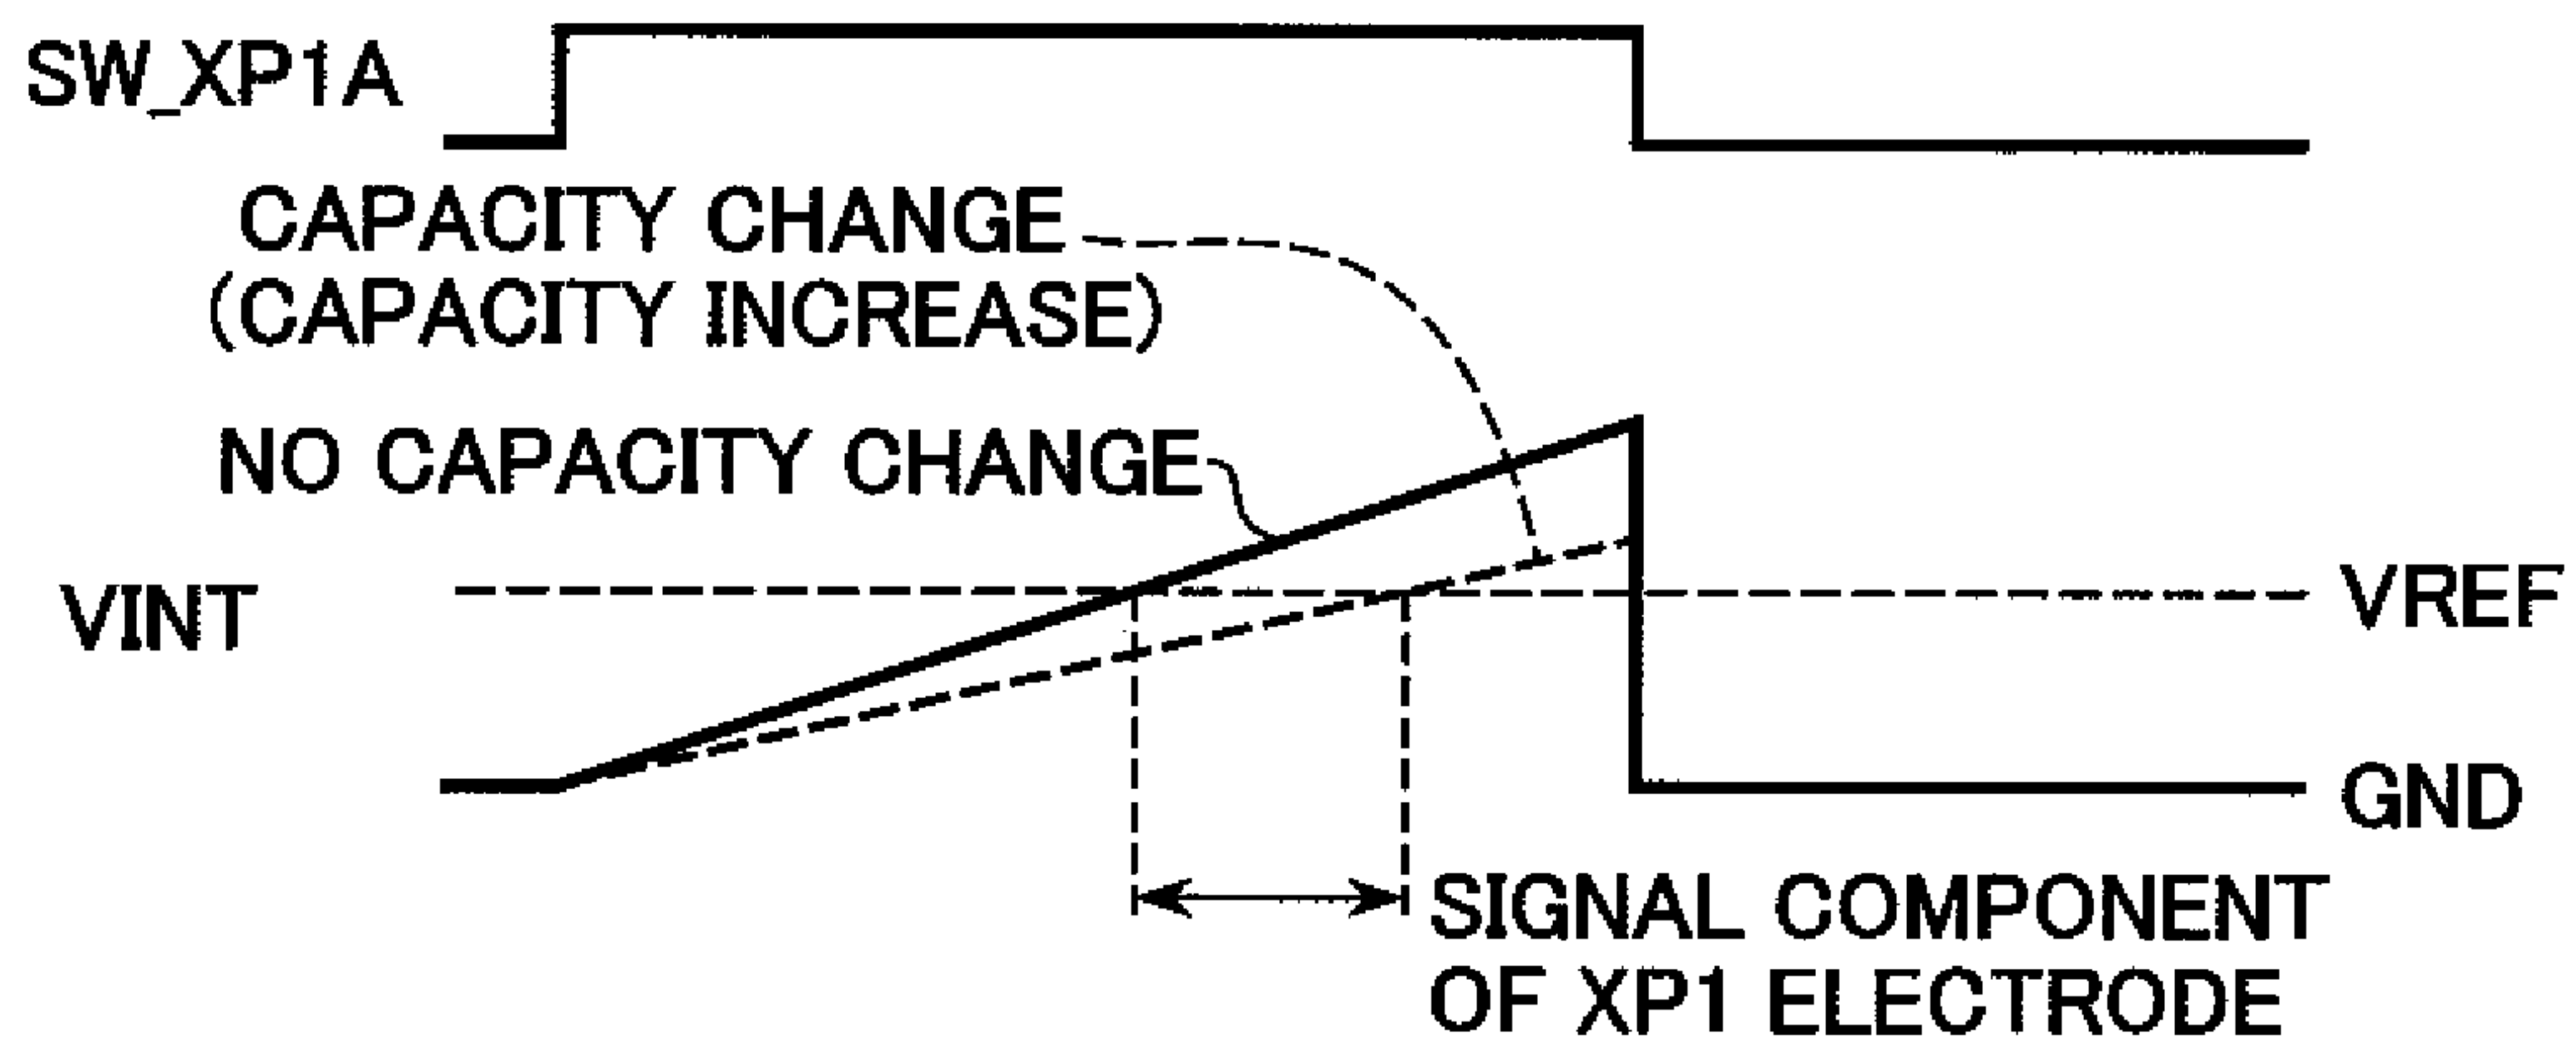 SW_XP1A
CAPACITY CHANGE
(CAPACITY INCREASE)
NO CAPACITY CHANGE
VINT
VREF
GND
SIGNAL COMPONENT
OF XP1 ELECTRODE